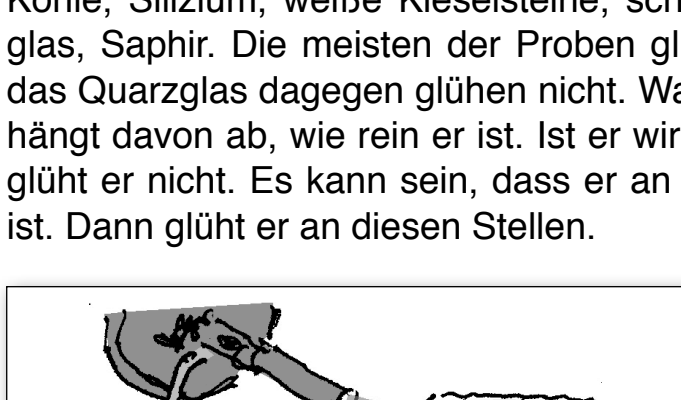 Kohle, Silizium, weiße Kieselsteine,
glas, Saphir. Die meisten der Proben
das Quarzglas dagegen glühen nicht.
hängt davon ab, wie rein er ist. Ist er
glüht er nicht. Es kann sein, dass er an
ist. Dann glüht er an diesen Stellen.